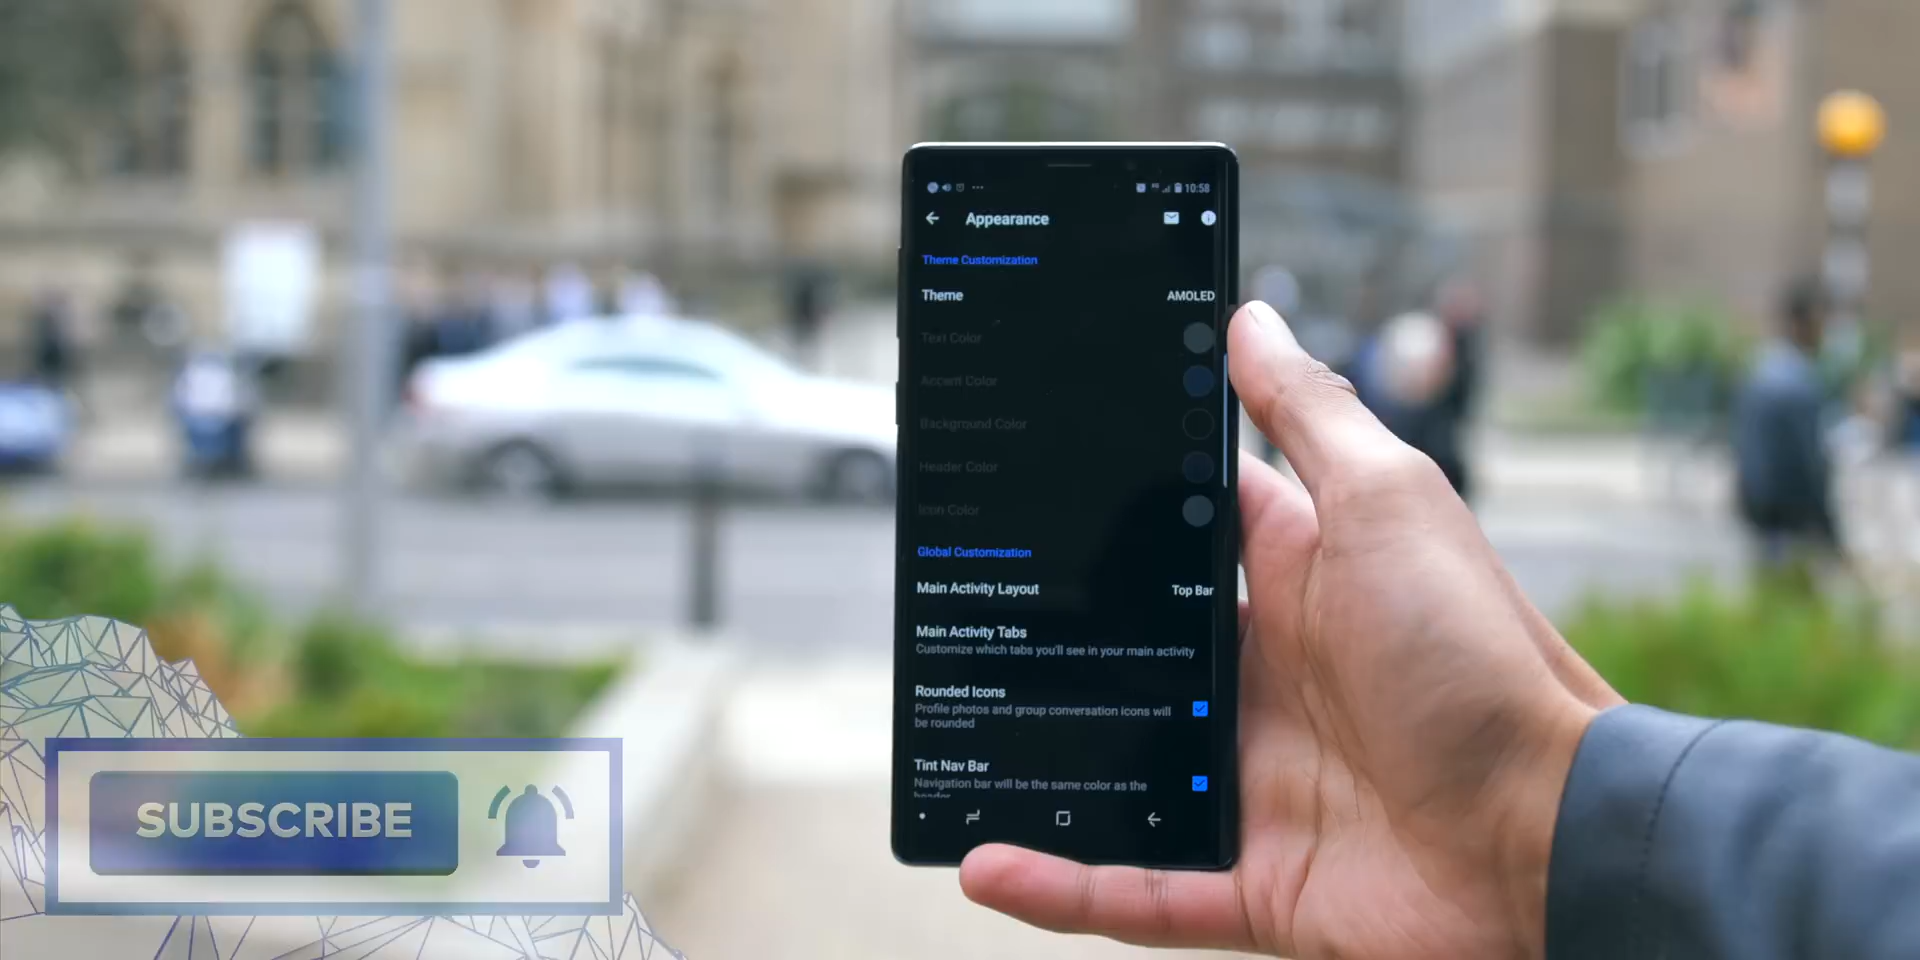 10:58
Appearance
Theme Customization
Theme AMOLED
Text Color
Accent Color
Background Color
Header Color
Icon Color
Global Customization
Main Activity Layout Top Bar
Main Activity Tabs
Customize which tabs you'll see in your main activity
Rounded Icons
Profile photos and group conversation icons will
be rounded
Tint Nav Bar
Navigation bar will be the same color as the
header
SUBSCRIBE